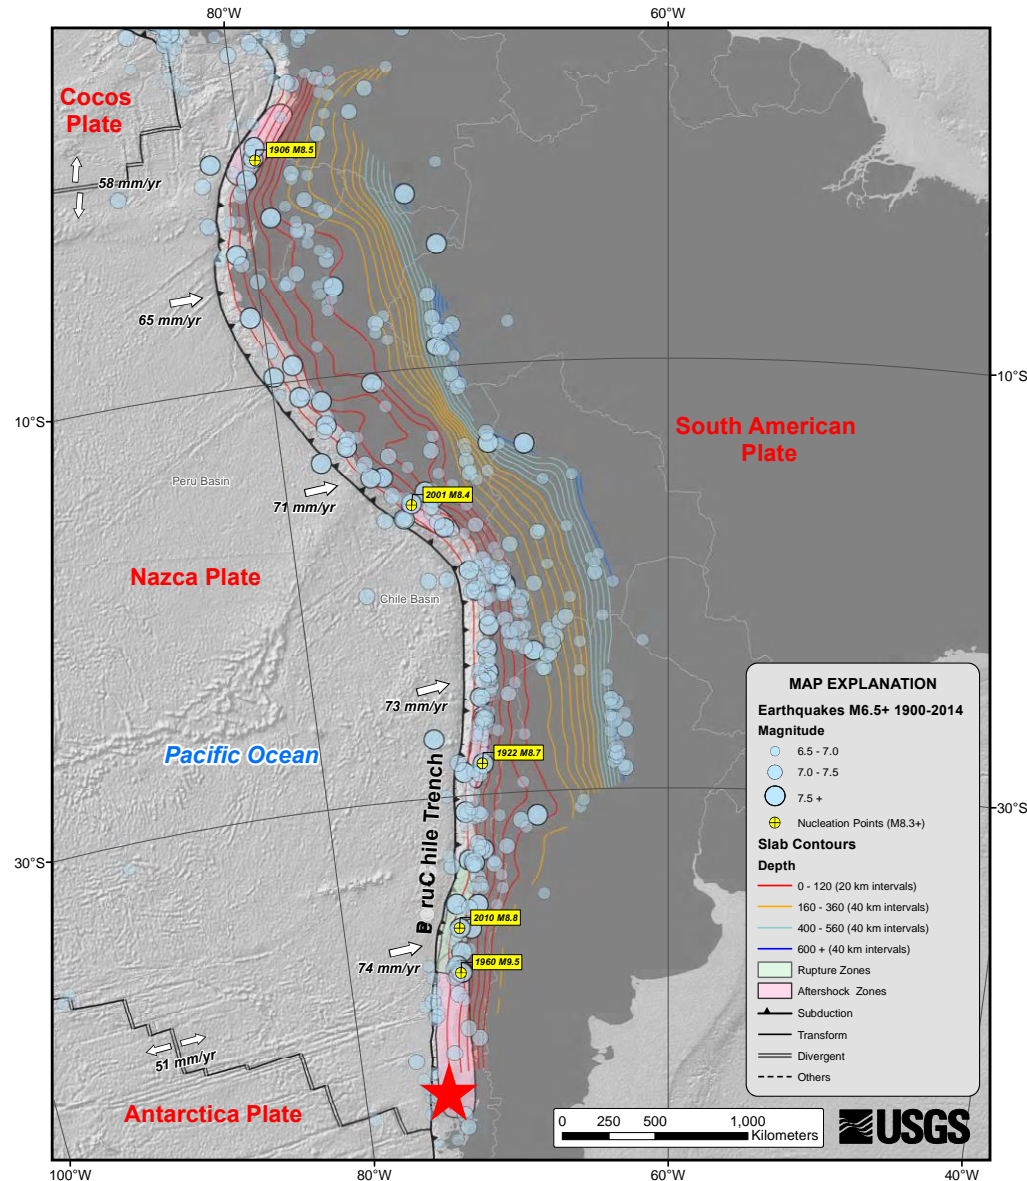 80°W
60°W
Cocos
Plate
1906 M8.5
58 mm/yr
65 mm/yr
10°S
10°S
South American
Plate
Peru Basin
2001 M8.4
71 mm/yr
Nazca Plate
Chile Basin
73 mm/yr
Pacific Ocean
1922 M8.7
ruC hile Trench
30°S
30°S
2010 M8.8
74 mm/yr
1960 M9.5
51 mm/yr
Antarctica Plate
MAP EXPLANATION
Earthquakes M6.5+ 1900-2014
Magnitude
6.5 - 7.0
7.0 - 7.5
7.5 +
Nucleation Points (M8.3+)
Slab Contours
Depth
0 - 120 (20 km intervals)
160 - 360 (40 km intervals)
400 - 560 (40 km intervals)
600 + (40 km intervals)
Rupture Zones
Aftershock Zones
Subduction
Transform
Divergent
Others
0 250 500 1,000
Kilometers
USGS
100°W
80°W
60°W
40°W